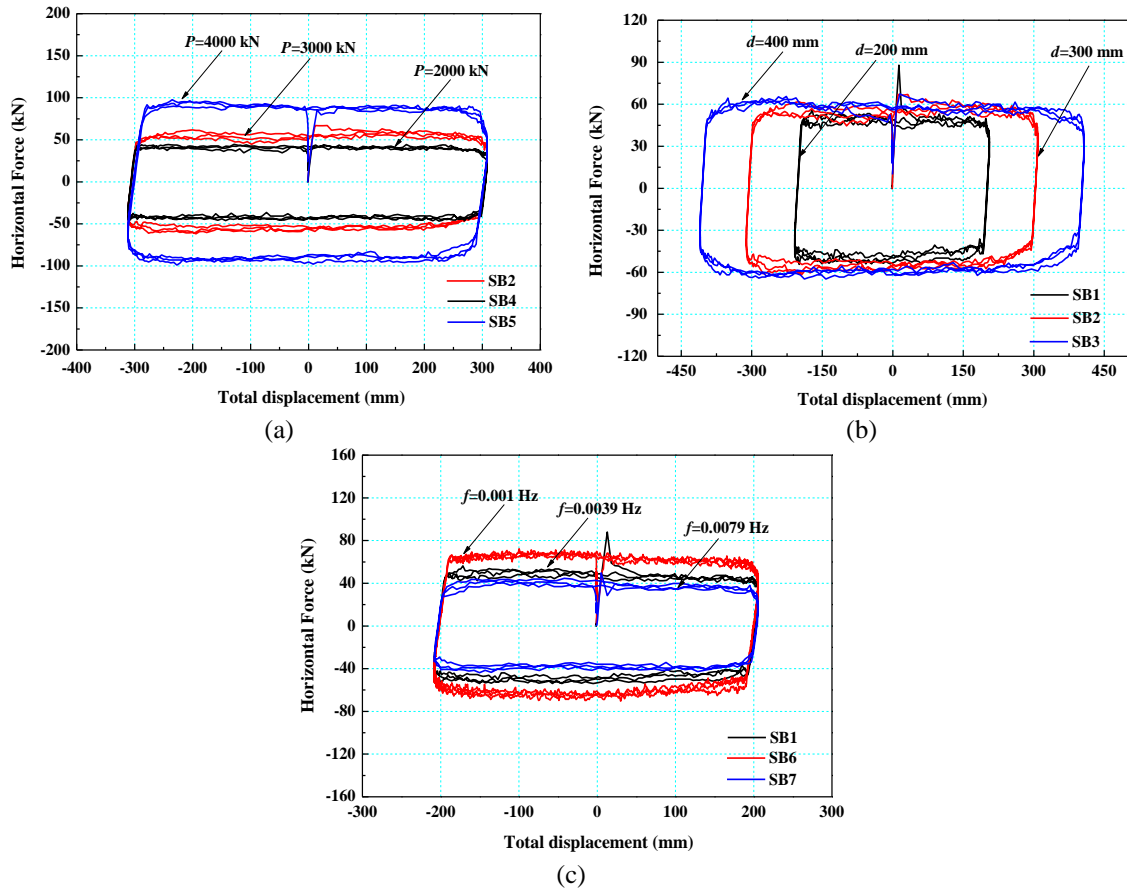 200
150
100
50
0
-50
-100
-150
-200
Horizontal Force (kN)
P=4000 kN
P=3000 kN
P=2000 kN
SB2
SB4
SB5
-400 -300 -200 -100 0 100 200 300 400
Total displacement (mm)
(a)
120
90
60
30
0
-30
-60
-90
-120
Horizontal Force (kN)
d=400 mm
d=200 mm
d=300 mm
SB1
SB2
SB3
-450 -300 -150 0 150 300 450
Total displacement (mm)
(b)
160
120
80
40
0
-40
-80
-120
-160
Horizontal Force (kN)
f=0.001 Hz
f=0.0039 Hz
f=0.0079 Hz
SB1
SB6
SB7
-300 -200 -100 0 100 200 300
Total displacement (mm)
(c)